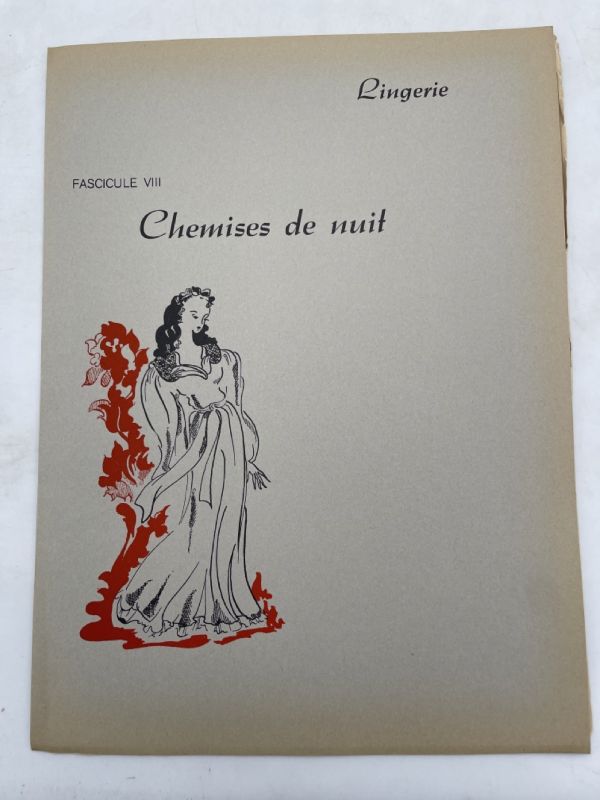 Lingerie
FASCICULE VIII
Chemises de nuit